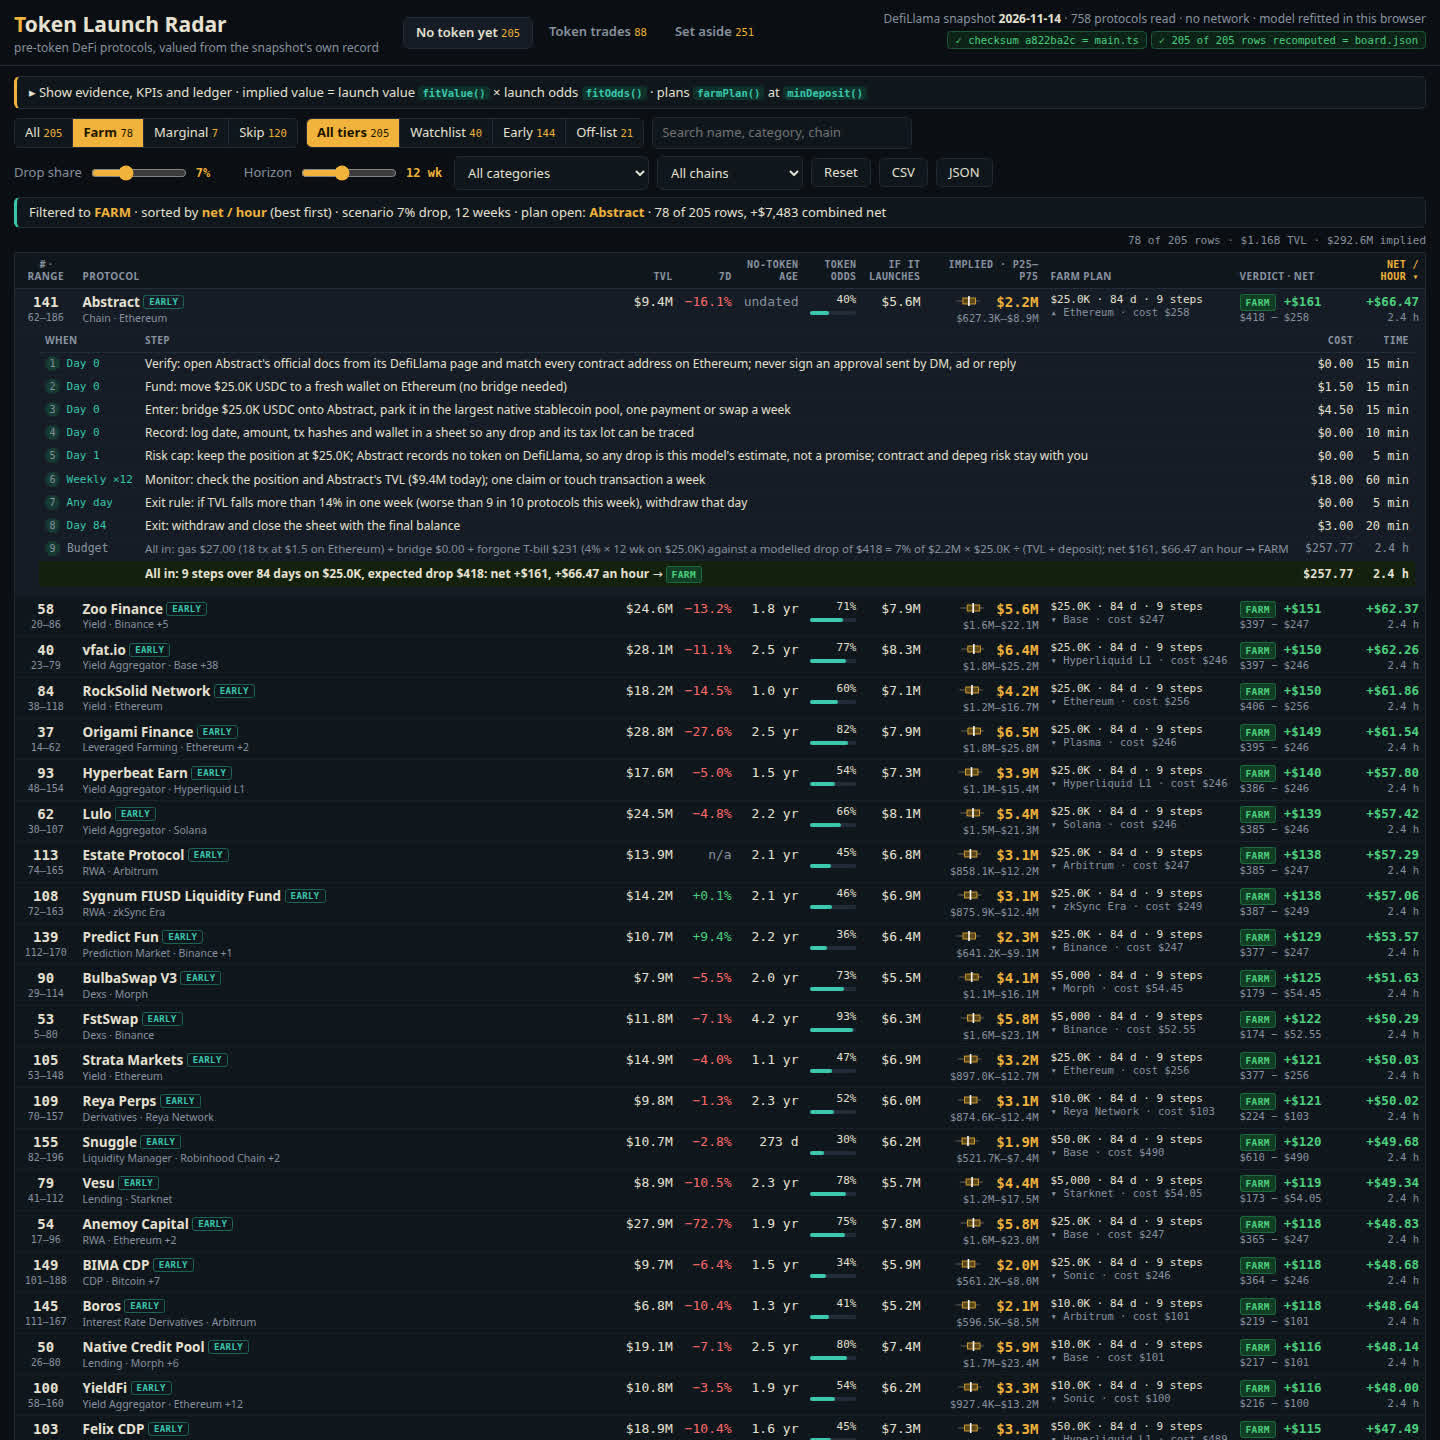 Token Launch Radar
pre-token DeFi protocols, valued from the snapshot's own record
No token yet 205
Token trades 88
Set aside 251
DefiLlama snapshot 2026-11-14 · 758 protocols read · no network · model refitted in this browser
✓ checksum a822ba2c = main.ts ✓ 205 of 205 rows recomputed = board.json
▸ Show evidence, KPIs and ledger · implied value = launch value fitValue() × launch odds fitOdds() · plans farmPlan() at minDeposit()
All 205 Farm 78 Marginal 7 Skip 120 All tiers 205 Watchlist 40 Early 144 Off-list 21 Search name, category, chain
Drop share 7% Horizon 12 wk All categories All chains Reset CSV JSON
Filtered to FARM · sorted by net / hour (best first) · scenario 7% drop, 12 weeks · plan open: Abstract · 78 of 205 rows, +$7,483 combined net
78 of 205 rows · $1.16B TVL · $292.6M implied
# · RANGE PROTOCOL TVL 7D NO-TOKEN AGE TOKEN ODDS IF IT LAUNCHES IMPLIED · P25–P75 FARM PLAN VERDICT · NET NET / HOUR ▾
141 Abstract EARLY $9.4M −16.1% undated 40% $5.6M $2.2M $25.0K · 84 d · 9 steps FARM +$161 +$66.47
62–186 Chain · Ethereum $627.3K–$8.9M ▴ Ethereum · cost $258 $418 − $258 2.4 h
WHEN STEP COST TIME
1 Day 0 Verify: open Abstract's official docs from its DefiLlama page and match every contract address on Ethereum; never sign an approval sent by DM, ad or reply $0.00 15 min
2 Day 0 Fund: move $25.0K USDC to a fresh wallet on Ethereum (no bridge needed) $1.50 15 min
3 Day 0 Enter: bridge $25.0K USDC onto Abstract, park it in the largest native stablecoin pool, one payment or swap a week $4.50 15 min
4 Day 0 Record: log date, amount, tx hashes and wallet in a sheet so any drop and its tax lot can be traced $0.00 10 min
5 Day 1 Risk cap: keep the position at $25.0K; Abstract records no token on DefiLlama, so any drop is this model's estimate, not a promise; contract and depeg risk stay with you $0.00 5 min
6 Weekly ×12 Monitor: check the position and Abstract's TVL ($9.4M today); one claim or touch transaction a week $18.00 60 min
7 Any day Exit rule: if TVL falls more than 14% in one week (worse than 9 in 10 protocols this week), withdraw that day $0.00 5 min
8 Day 84 Exit: withdraw and close the sheet with the final balance $3.00 20 min
9 Budget All in: gas $27.00 (18 tx at $1.5 on Ethereum) + bridge $0.00 + forgone T-bill $231 (4% × 12 wk on $25.0K) against a modelled drop of $418 = 7% of $2.2M × $25.0K ÷ (TVL + deposit); net $161, $66.47 an hour → FARM $257.77 2.4 h
All in: 9 steps over 84 days on $25.0K, expected drop $418: net +$161, +$66.47 an hour → FARM $257.77 2.4 h
58 Zoo Finance EARLY $24.6M −13.2% 1.8 yr 71% $7.9M $5.6M $25.0K · 84 d · 9 steps FARM +$151 +$62.37
20–86 Yield · Binance +5 $1.6M–$22.1M ▾ Base · cost $247 $397 − $247 2.4 h
40 vfat.io EARLY $28.1M −11.1% 2.5 yr 77% $8.3M $6.4M $25.0K · 84 d · 9 steps FARM +$150 +$62.26
23–79 Yield Aggregator · Base +38 $1.8M–$25.2M ▾ Hyperliquid L1 · cost $246 $397 − $246 2.4 h
84 RockSolid Network EARLY $18.2M −14.5% 1.0 yr 60% $7.1M $4.2M $25.0K · 84 d · 9 steps FARM +$150 +$61.86
38–118 Yield · Ethereum $1.2M–$16.7M ▾ Ethereum · cost $256 $406 − $256 2.4 h
37 Origami Finance EARLY $28.8M −27.6% 2.5 yr 82% $7.9M $6.5M $25.0K · 84 d · 9 steps FARM +$149 +$61.54
14–62 Leveraged Farming · Ethereum +2 $1.8M–$25.8M ▾ Plasma · cost $246 $395 − $246 2.4 h
93 Hyperbeat Earn EARLY $17.6M −5.0% 1.5 yr 54% $7.3M $3.9M $25.0K · 84 d · 9 steps FARM +$140 +$57.80
48–154 Yield Aggregator · Hyperliquid L1 $1.1M–$15.4M ▾ Hyperliquid L1 · cost $246 $386 − $246 2.4 h
62 Lulo EARLY $24.5M −4.8% 2.2 yr 66% $8.1M $5.4M $25.0K · 84 d · 9 steps FARM +$139 +$57.42
30–107 Yield Aggregator · Solana $1.5M–$21.3M ▾ Solana · cost $246 $385 − $246 2.4 h
113 Estate Protocol EARLY $13.9M n/a 2.1 yr 45% $6.8M $3.1M $25.0K · 84 d · 9 steps FARM +$138 +$57.29
74–165 RWA · Arbitrum $858.1K–$12.2M ▾ Arbitrum · cost $247 $385 − $247 2.4 h
108 Sygnum FIUSD Liquidity Fund EARLY $14.2M +0.1% 2.1 yr 46% $6.9M $3.1M $25.0K · 84 d · 9 steps FARM +$138 +$57.06
72–163 RWA · zkSync Era $875.9K–$12.4M ▾ zkSync Era · cost $249 $387 − $249 2.4 h
139 Predict Fun EARLY $10.7M +9.4% 2.2 yr 36% $6.4M $2.3M $25.0K · 84 d · 9 steps FARM +$129 +$53.57
112–170 Prediction Market · Binance +1 $641.2K–$9.1M ▾ Binance · cost $247 $377 − $247 2.4 h
90 BulbaSwap V3 EARLY $7.9M −5.5% 2.0 yr 73% $5.5M $4.1M $5,000 · 84 d · 9 steps FARM +$125 +$51.63
29–114 Dexs · Morph $1.1M–$16.1M ▾ Morph · cost $54.45 $179 − $54.45 2.4 h
53 FstSwap EARLY $11.8M −7.1% 4.2 yr 93% $6.3M $5.8M $5,000 · 84 d · 9 steps FARM +$122 +$50.29
5–80 Dexs · Binance $1.6M–$23.1M ▾ Binance · cost $52.55 $174 − $52.55 2.4 h
105 Strata Markets EARLY $14.9M −4.0% 1.1 yr 47% $6.9M $3.2M $25.0K · 84 d · 9 steps FARM +$121 +$50.03
53–148 Yield · Ethereum $897.0K–$12.7M ▾ Ethereum · cost $256 $377 − $256 2.4 h
109 Reya Perps EARLY $9.8M −1.3% 2.3 yr 52% $6.0M $3.1M $10.0K · 84 d · 9 steps FARM +$121 +$50.02
70–157 Derivatives · Reya Network $874.6K–$12.4M ▾ Reya Network · cost $103 $224 − $103 2.4 h
155 Snuggle EARLY $10.7M −2.8% 273 d 30% $6.2M $1.9M $50.0K · 84 d · 9 steps FARM +$120 +$49.68
82–196 Liquidity Manager · Robinhood Chain +2 $521.7K–$7.4M ▾ Base · cost $490 $610 − $490 2.4 h
79 Vesu EARLY $8.9M −10.5% 2.3 yr 78% $5.7M $4.4M $5,000 · 84 d · 9 steps FARM +$119 +$49.34
41–112 Lending · Starknet $1.2M–$17.5M ▾ Starknet · cost $54.05 $173 − $54.05 2.4 h
54 Anemoy Capital EARLY $27.9M −72.7% 1.9 yr 75% $7.8M $5.8M $25.0K · 84 d · 9 steps FARM +$118 +$48.83
17–96 RWA · Ethereum +2 $1.6M–$23.0M ▾ Base · cost $247 $365 − $247 2.4 h
149 BIMA CDP EARLY $9.7M −6.4% 1.5 yr 34% $5.9M $2.0M $25.0K · 84 d · 9 steps FARM +$118 +$48.68
101–188 CDP · Bitcoin +7 $561.2K–$8.0M ▾ Sonic · cost $246 $364 − $246 2.4 h
145 Boros EARLY $6.8M −10.4% 1.3 yr 41% $5.2M $2.1M $10.0K · 84 d · 9 steps FARM +$118 +$48.64
111–167 Interest Rate Derivatives · Arbitrum $596.5K–$8.5M ▾ Arbitrum · cost $101 $219 − $101 2.4 h
50 Native Credit Pool EARLY $19.1M −7.1% 2.5 yr 80% $7.4M $5.9M $10.0K · 84 d · 9 steps FARM +$116 +$48.14
26–80 Lending · Morph +6 $1.7M–$23.4M ▾ Base · cost $101 $217 − $101 2.4 h
100 YieldFi EARLY $10.8M −3.5% 1.9 yr 54% $6.2M $3.3M $10.0K · 84 d · 9 steps FARM +$116 +$48.00
58–160 Yield Aggregator · Ethereum +12 $927.4K–$13.2M ▾ Sonic · cost $100 $216 − $100 2.4 h
103 Felix CDP EARLY $18.9M −10.4% 1.6 yr 45% $7.3M $3.3M $50.0K · 84 d · 9 steps FARM +$115 +$47.49
▾ Hyperliquid L1 · cost $489